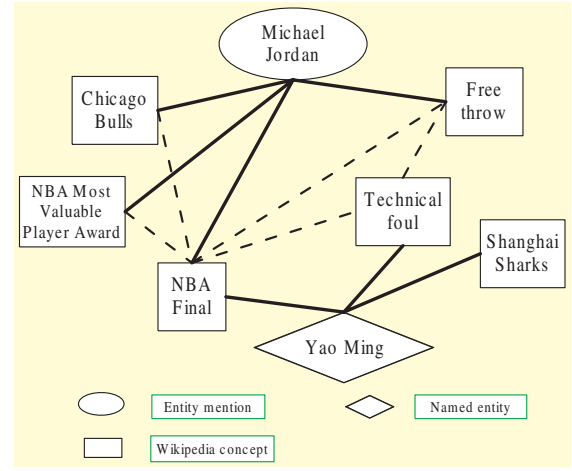 Michael
Jordan
Chicago
Bulls
Free
throw
NBA Most
Valuable
Player Award
Technical
foul
Shanghai
Sharks
NBA
Final
Yao Ming
Entity mention
Named entity
Wikipedia concept